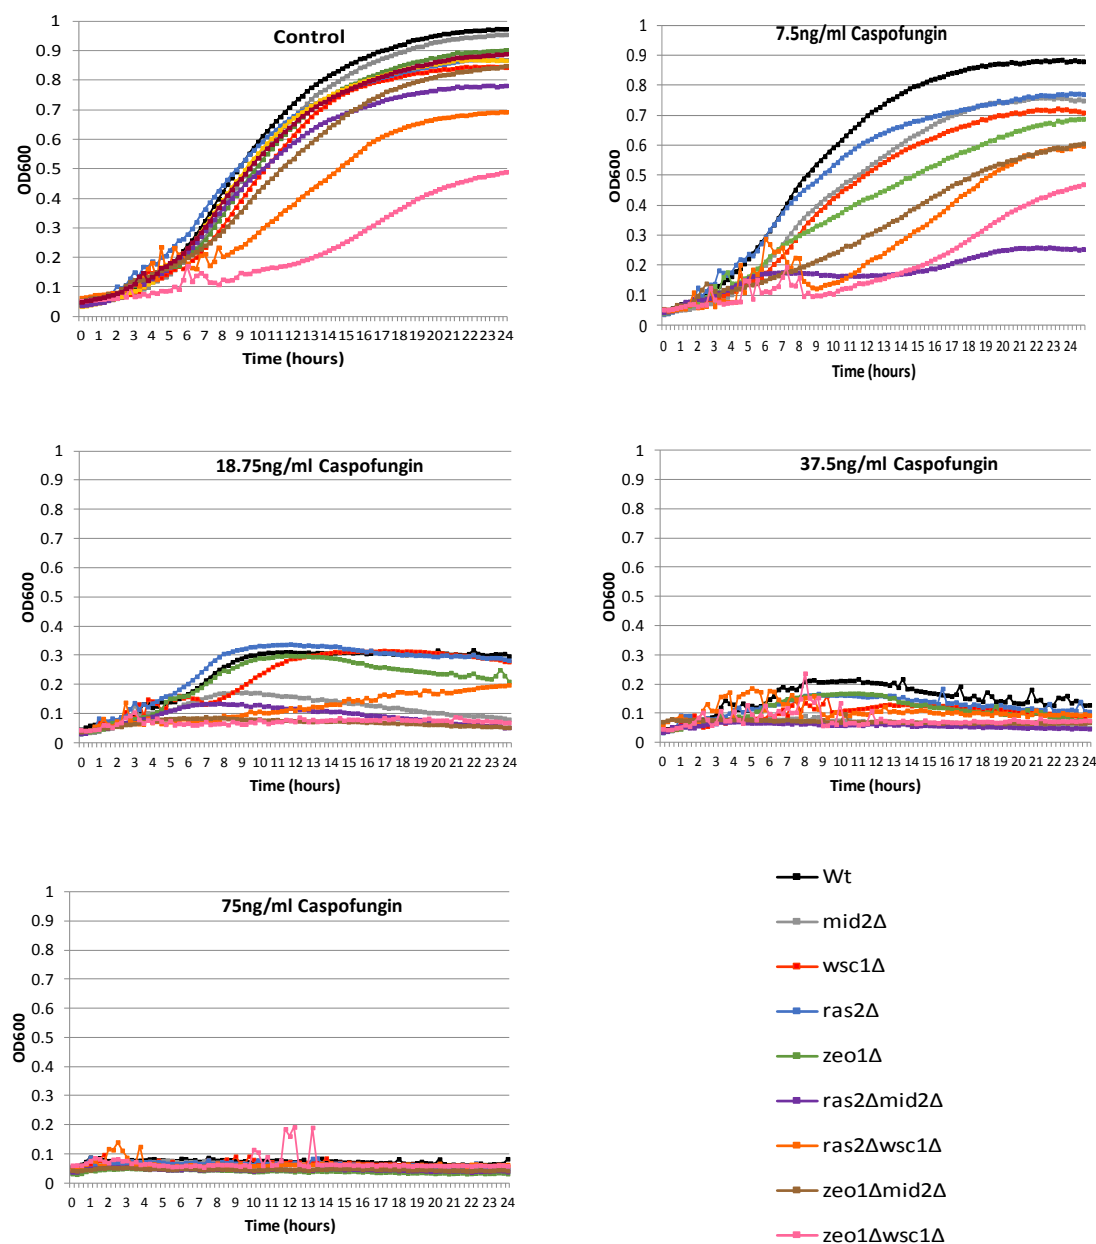 Control
1
0.9
0.8
0.7
0.6
0.5
0.4
0.3
0.2
0.1
0
OD600
0 1 2 3 4 5 6 7 8 9 10 11 12 13 14 15 16 17 18 19 20 21 22 23 24
Time (hours)
7.5ng/ml Caspofungin
1
0.9
0.8
0.7
0.6
0.5
0.4
0.3
0.2
0.1
0
OD600
0 1 2 3 4 5 6 7 8 9 10 11 12 13 14 15 16 17 18 19 20 21 22 23 24
Time (hours)
18.75ng/ml Caspofungin
1
0.9
0.8
0.7
0.6
0.5
0.4
0.3
0.2
0.1
0
OD600
0 1 2 3 4 5 6 7 8 9 10 11 12 13 14 15 16 17 18 19 20 21 22 23 24
Time (hours)
37.5ng/ml Caspofungin
1
0.9
0.8
0.7
0.6
0.5
0.4
0.3
0.2
0.1
0
OD600
0 1 2 3 4 5 6 7 8 9 10 11 12 13 14 15 16 17 18 19 20 21 22 23 24
Time (hours)
75ng/ml Caspofungin
1
0.9
0.8
0.7
0.6
0.5
0.4
0.3
0.2
0.1
0
OD600
0 1 2 3 4 5 6 7 8 9 10 11 12 13 14 15 16 17 18 19 20 21 22 23 24
Time (hours)
Wt
mid2Δ
wsc1Δ
ras2Δ
zeo1Δ
ras2Δmid2Δ
ras2Δwsc1Δ
zeo1Δmid2Δ
zeo1Δwsc1Δ